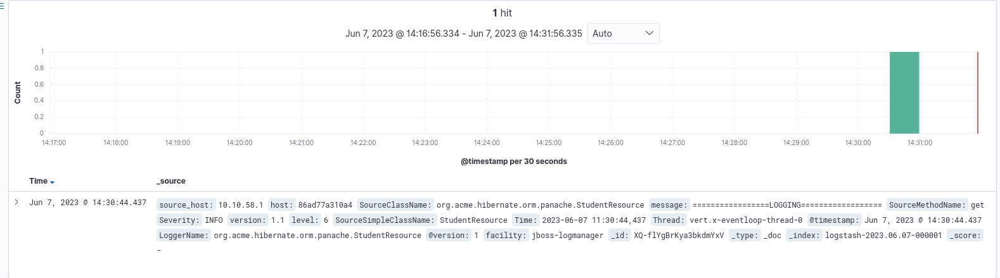 1 hit
Jun 7, 2023 @ 14:16:56.334 - Jun 7, 2023 @ 14:31:56.335 Auto
Count
1
0.8
0.6
0.4
0.2
0
14:17:00 14:18:00 14:19:00 14:20:00 14:21:00 14:22:00 14:23:00 14:24:00 14:25:00 14:26:00 14:27:00 14:28:00 14:29:00 14:30:00 14:31:00
@timestamp per 30 seconds
Time _source
Jun 7, 2023 @ 14:30:44.437 source_host: 10.10.58.1 host: 86ad77a310a4 SourceClassName: org.acme.hibernate.orm.panache.StudentResource message: =================LOGGING================== SourceMethodName: get
Severity: INFO version: 1.1 level: 6 SourceSimpleClassName: StudentResource Time: 2023-06-07 11:30:44,437 Thread: vert.x-eventloop-thread-0 @timestamp: Jun 7, 2023 @ 14:30:44.437
LoggerName: org.acme.hibernate.orm.panache.StudentResource @version: 1 facility: jboss-logmanager _id: XQ-flYgBrKya3bkdmYxV _type: _doc _index: logstash-2023.06.07-000001 _score:
-